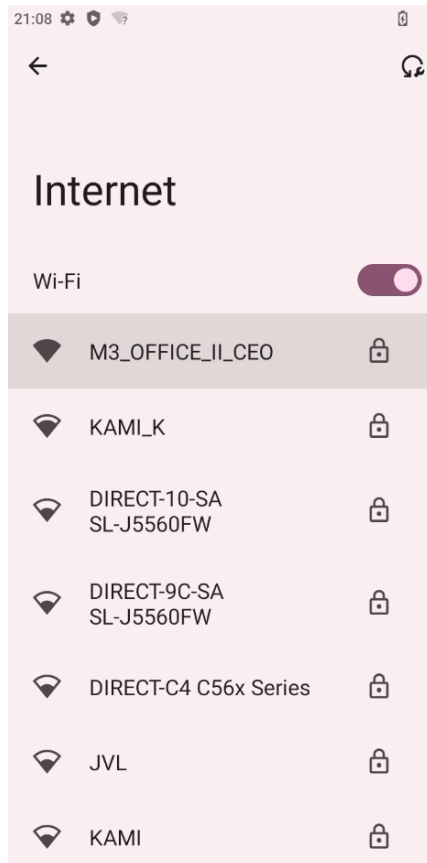 21:08
Internet
Wi-Fi
M3_OFFICE_II_CEO
KAMI_K
DIRECT-10-SA
SL-J5560FW
DIRECT-9C-SA
SL-J5560FW
DIRECT-C4 C56x Series
JVL
KAMI